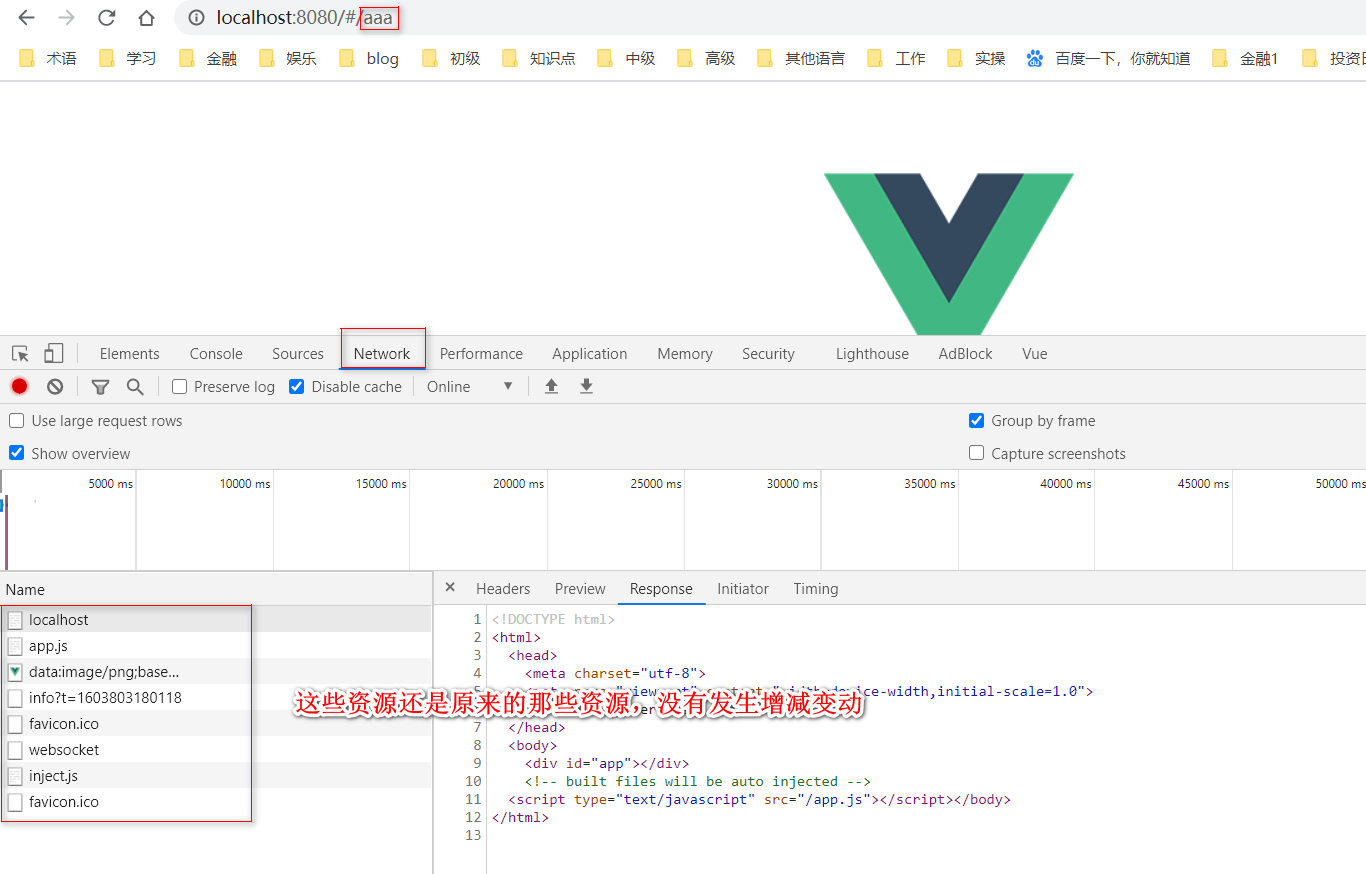 localhost:8080/#/aaa
术语 学习 金融 娱乐 blog 初级 知识点 中级 高级 其他语言 工作 实操 百度一下，你就知道 金融1 投资
Elements Console Sources Network Performance Application Memory Security Lighthouse AdBlock Vue
Preserve log Disable cache Online
Use large request rows Group by frame
Show overview Capture screenshots
5000 ms 10000 ms 15000 ms 20000 ms 25000 ms 30000 ms 35000 ms 40000 ms 45000 ms 50000 ms
Name
localhost
app.js
data:image/png;base...
info?t=1603803180118
favicon.ico
websocket
inject.js
favicon.ico
× Headers Preview Response Initiator Timing
1 <!DOCTYPE html>
2 <html>
3 <head>
4 <meta charset="utf-8">
device-width,initial-scale=1.0">
这些资源还是原来的那些资源，没有发生增减变动
7 </head>
8 <body>
9 <div id="app"></div>
10 <!-- built files will be auto injected -->
11 <script type="text/javascript" src="/app.js"></script></body>
12 </html>
13